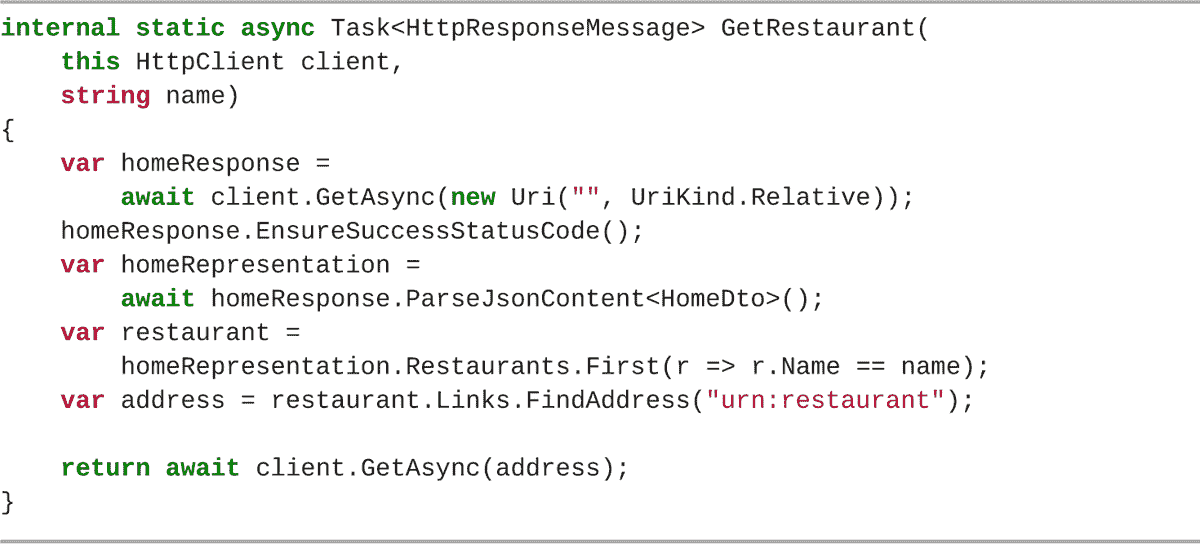 internal static async Task<HttpResponseMessage> GetRestaurant(
    this HttpClient client,
    string name)
{
    var homeResponse =
        await client.GetAsync(new Uri("", UriKind.Relative));
    homeResponse.EnsureSuccessStatusCode();
    var homeRepresentation =
        await homeResponse.ParseJsonContent<HomeDto>();
    var restaurant =
        homeRepresentation.Restaurants.First(r => r.Name == name);
    var address = restaurant.Links.FindAddress("urn:restaurant");

    return await client.GetAsync(address);
}